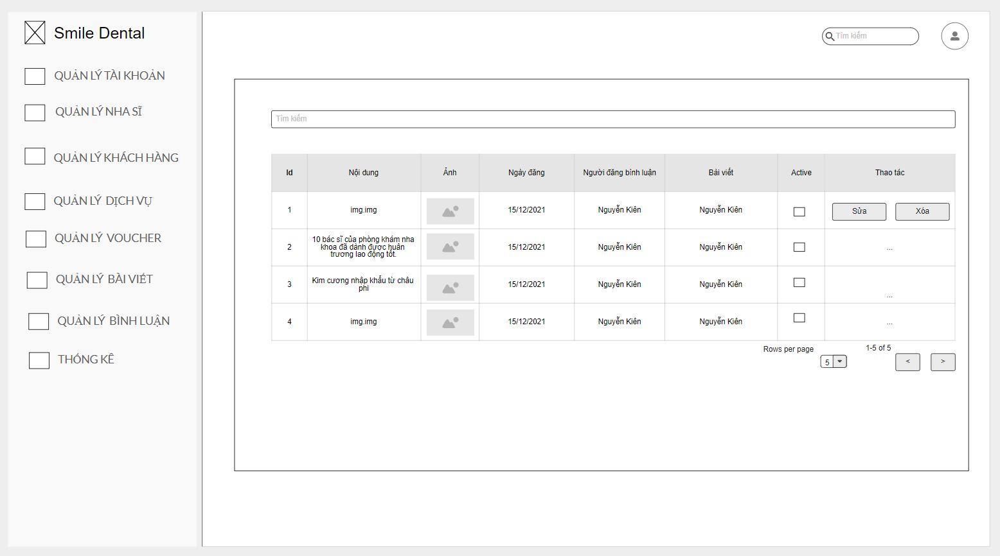 Smile Dental
QUẢN LÝ TÀI KHOẢN
QUẢN LÝ NHA SĨ
QUẢN LÝ KHÁCH HÀNG
QUẢN LÝ DỊCH VỤ
QUẢN LÝ VOUCHER
QUẢN LÝ BÀI VIẾT
QUẢN LÝ BÌNH LUẬN
THỐNG KÊ
Tìm kiếm
Tìm kiếm
Id Nội dung Ảnh Ngày đăng Người đăng bình luận Bài viết Active Thao tác
1 img.img 15/12/2021 Nguyễn Kiên Nguyễn Kiên Sửa Xóa
2 10 bác sĩ của phòng khám nha
khoa đã dành được huân
trương lao động tốt.
15/12/2021 Nguyễn Kiên Nguyễn Kiên ...
3 Kim cương nhập khẩu từ châu
phi
15/12/2021 Nguyễn Kiên Nguyễn Kiên ...
4 img.img 15/12/2021 Nguyễn Kiên Nguyễn Kiên ...
Rows per page 1-5 of 5
5 < >